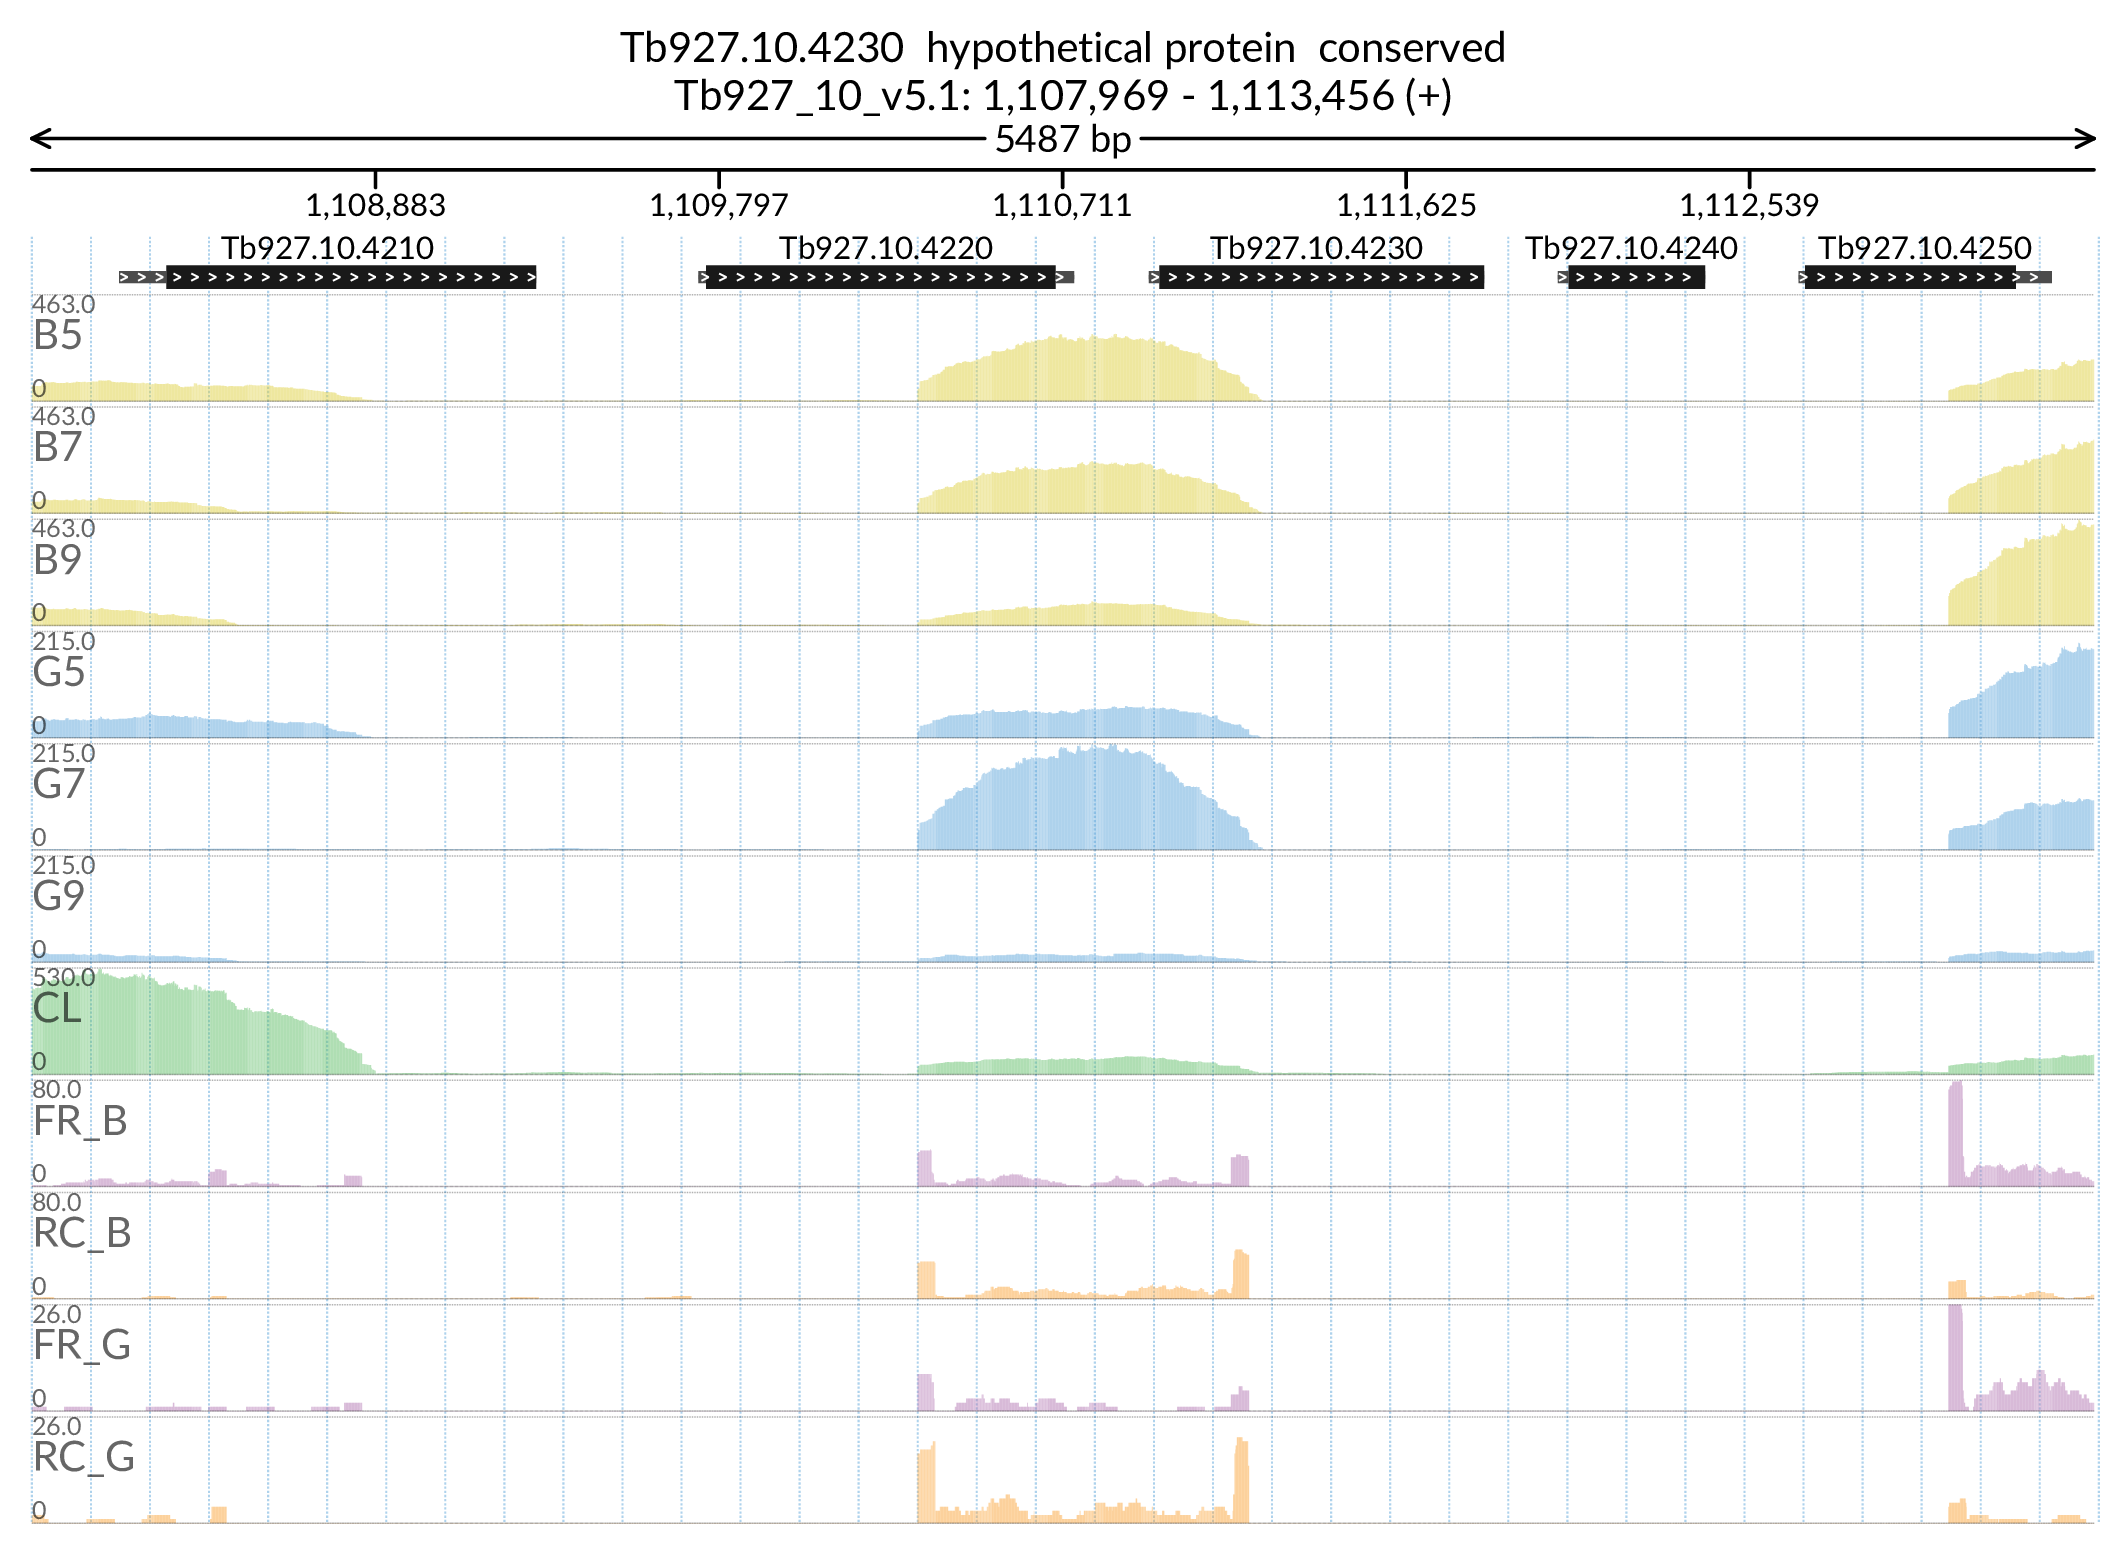 Tb927.10.4230  hypothetical protein  conserved
Tb927_10_v5.1: 1,107,969 - 1,113,456 (+)
5487 bp
1,108,883 1,109,797 1,110,711 1,111,625 1,112,539
Tb927.10.4210 Tb927.10.4220 Tb927.10.4230 Tb927.10.4240 Tb927.10.4250
463.0
B5
0
463.0
B7
0
463.0
B9
0
215.0
G5
0
215.0
G7
0
215.0
G9
0
530.0
CL
0
80.0
FR_B
0
80.0
RC_B
0
26.0
FR_G
0
26.0
RC_G
0